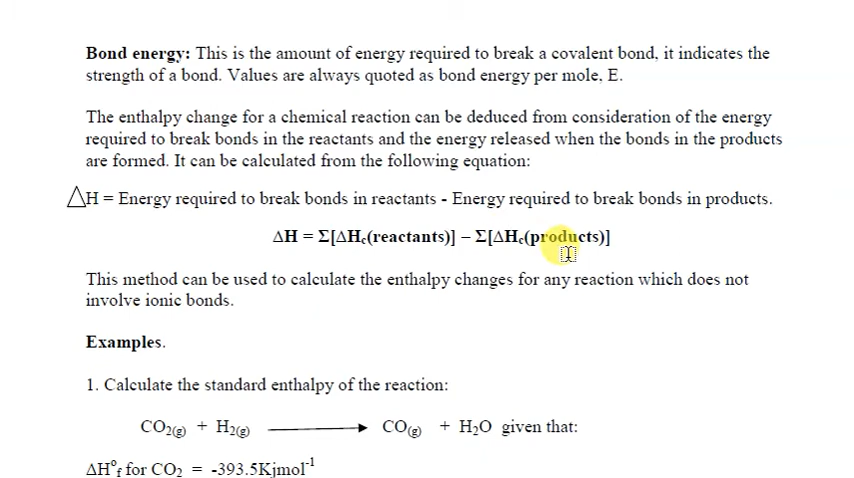 Bond energy: This is the amount of energy required to break a covalent bond, it indicates the
strength of a bond. Values are always quoted as bond energy per mole, E.
The enthalpy change for a chemical reaction can be deduced from consideration of the energy
required to break bonds in the reactants and the energy released when the bonds in the products
are formed. It can be calculated from the following equation:
△H = Energy required to break bonds in reactants - Energy required to break bonds in products.
ΔH = Σ[ΔHc(reactants)] – Σ[ΔHc(products)]
This method can be used to calculate the enthalpy changes for any reaction which does not
involve ionic bonds.
Examples.
1. Calculate the standard enthalpy of the reaction:
CO₂(g) + H₂(g) ⟶ CO(g) + H₂O given that:
ΔH°f for CO₂ = -393.5Kjmol⁻¹